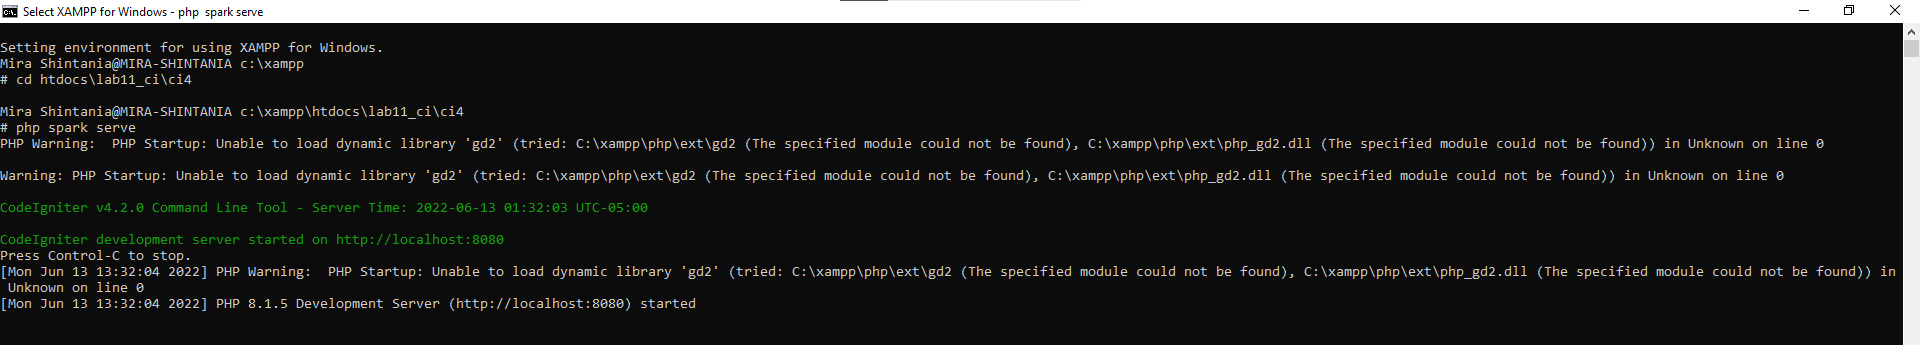 Select XAMPP for Windows - php  spark serve
Setting environment for using XAMPP for Windows.
Mira Shintania@MIRA-SHINTANIA c:\xampp
# cd htdocs\lab11_ci\ci4
Mira Shintania@MIRA-SHINTANIA c:\xampp\htdocs\lab11_ci\ci4
# php spark serve
PHP Warning:  PHP Startup: Unable to load dynamic library 'gd2' (tried: C:\xampp\php\ext\gd2 (The specified module could not be found), C:\xampp\php\ext\php_gd2.dll (The specified module could not be found)) in Unknown on line 0
Warning: PHP Startup: Unable to load dynamic library 'gd2' (tried: C:\xampp\php\ext\gd2 (The specified module could not be found), C:\xampp\php\ext\php_gd2.dll (The specified module could not be found)) in Unknown on line 0
CodeIgniter v4.2.0 Command Line Tool - Server Time: 2022-06-13 01:32:03 UTC-05:00
CodeIgniter development server started on http://localhost:8080
Press Control-C to stop.
[Mon Jun 13 13:32:04 2022] PHP Warning:  PHP Startup: Unable to load dynamic library 'gd2' (tried: C:\xampp\php\ext\gd2 (The specified module could not be found), C:\xampp\php\ext\php_gd2.dll (The specified module could not be found)) in
 Unknown on line 0
[Mon Jun 13 13:32:04 2022] PHP 8.1.5 Development Server (http://localhost:8080) started